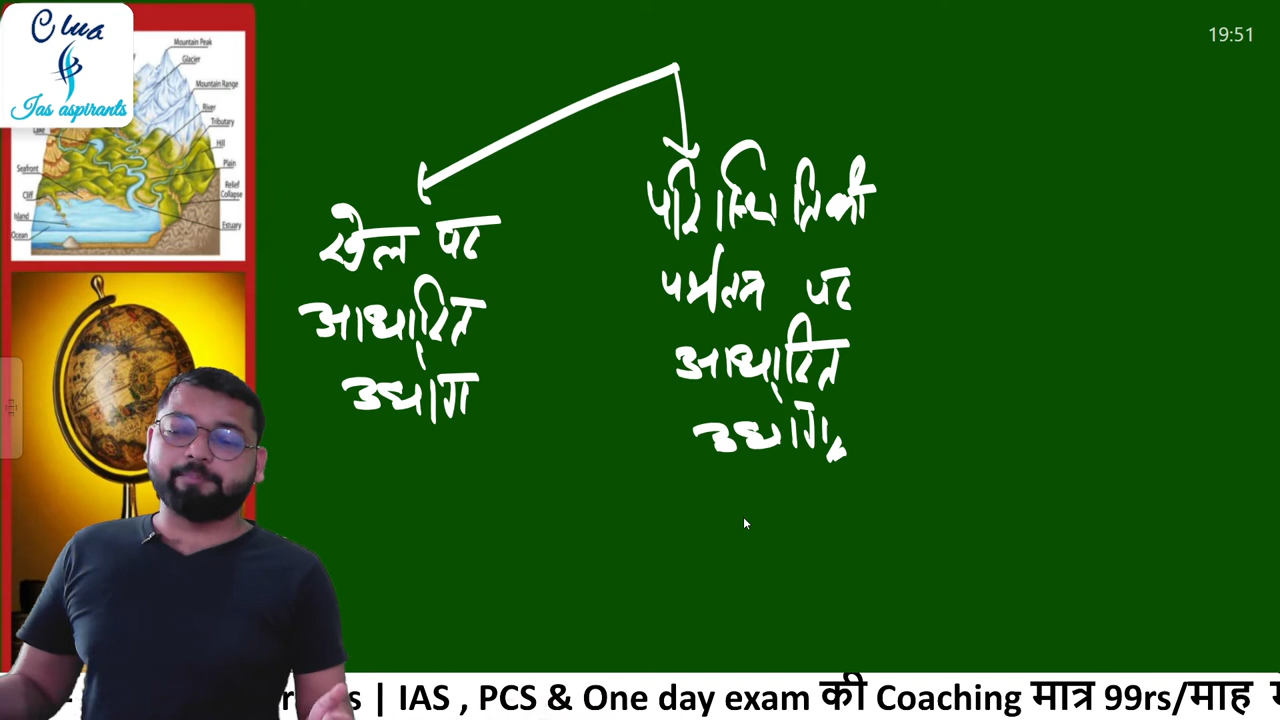 Clua
Ias aspirants
19:51
Mountain Peak
Glacier
Mountain Range
River
Tributary
Hill
Plain
Relief
Collapse
Estuary
Lake
Seafront
Cliff
Island
Ocean
खेल पर
आधारित
उद्योग
परिस्थितिकी
पर्यटन पर
आधारित
उद्योग
| IAS , PCS & One day exam की Coaching मात्र 99rs/माह